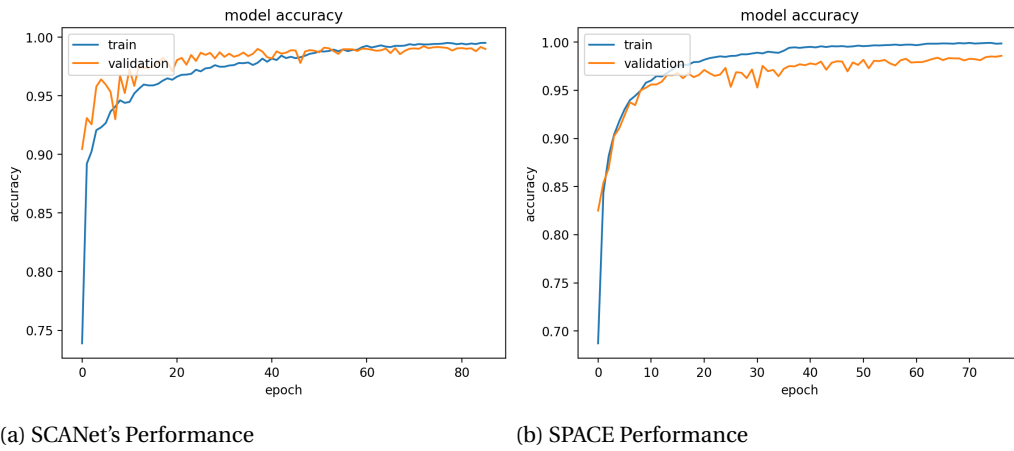 model accuracy
train
validation
1.00
0.95
0.90
0.85
0.80
0.75
accuracy
0
20
40
60
80
epoch
(a) SCANet's Performance
model accuracy
train
validation
1.00
0.95
0.90
0.85
0.80
0.75
0.70
accuracy
0
10
20
30
40
50
60
70
epoch
(b) SPACE Performance